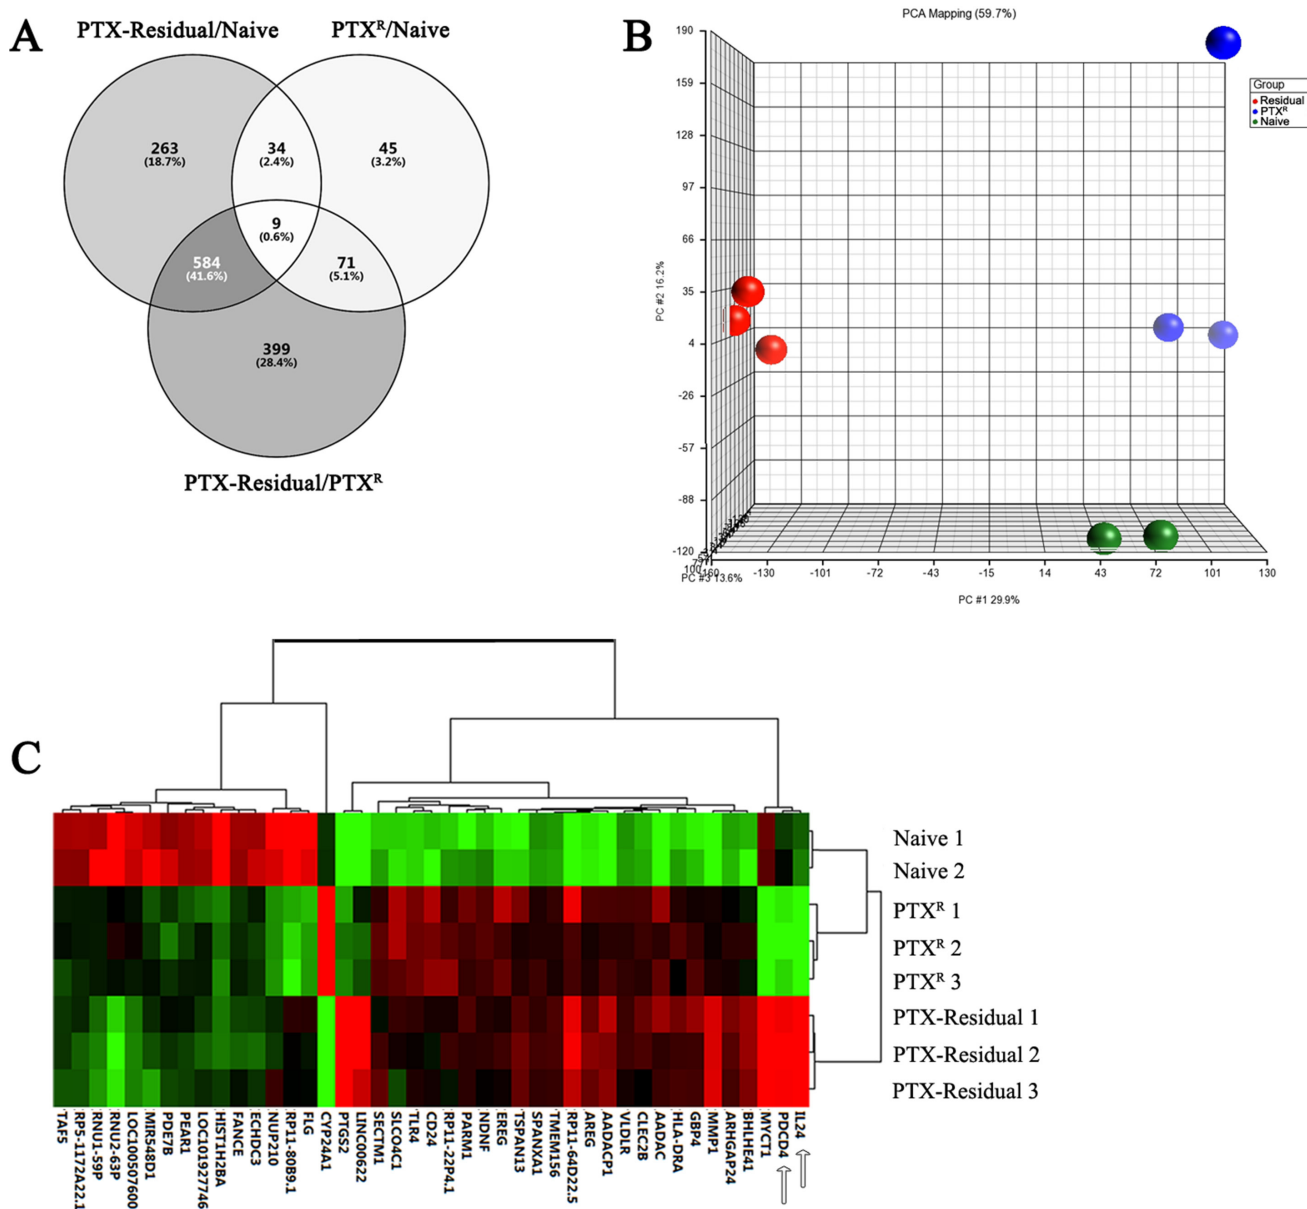 A
PTX-Residual/Naive
PTXᴿ/Naive
263
(18.7%)
34
(2.4%)
45
(3.2%)
9
(0.6%)
584
(41.6%)
71
(5.1%)
399
(28.4%)
PTX-Residual/PTXᴿ
B
PCA Mapping (59.7%)
190
159
128
97
66
35
4
-26
-57
-88
-120
PC #2 16.2%
Group
Residual
PTXᴿ
Naive
-160
-130
-101
-72
-43
-15
14
43
72
101
130
PC #3 13.6%
PC #1 29.9%
C
Naive 1
Naive 2
PTXᴿ 1
PTXᴿ 2
PTXᴿ 3
PTX-Residual 1
PTX-Residual 2
PTX-Residual 3
TAF5
RP5-1172A22.1
RNU1-59P
RNU2-63P
LOC100507600
MIR548D1
PDE7B
PEAR1
LOC101927746
HIST1H2BA
FANCE
ECHDC3
NUP210
RP11-80B9.1
FLG
CYP24A1
PTGS2
LINC00622
SECTM1
SLCO4C1
TLR4
CD24
RP11-22P4.1
PARM1
NDNF
EREG
TSPAN13
SPANXA1
TMEM156
RP11-64D22.5
AREG
AADACP1
VLDLR
CLEC2B
AADAC
HLA-DRA
GBP4
MMP1
ARHGAP24
BHLHE41
MYCT1
PDCD4
IL24